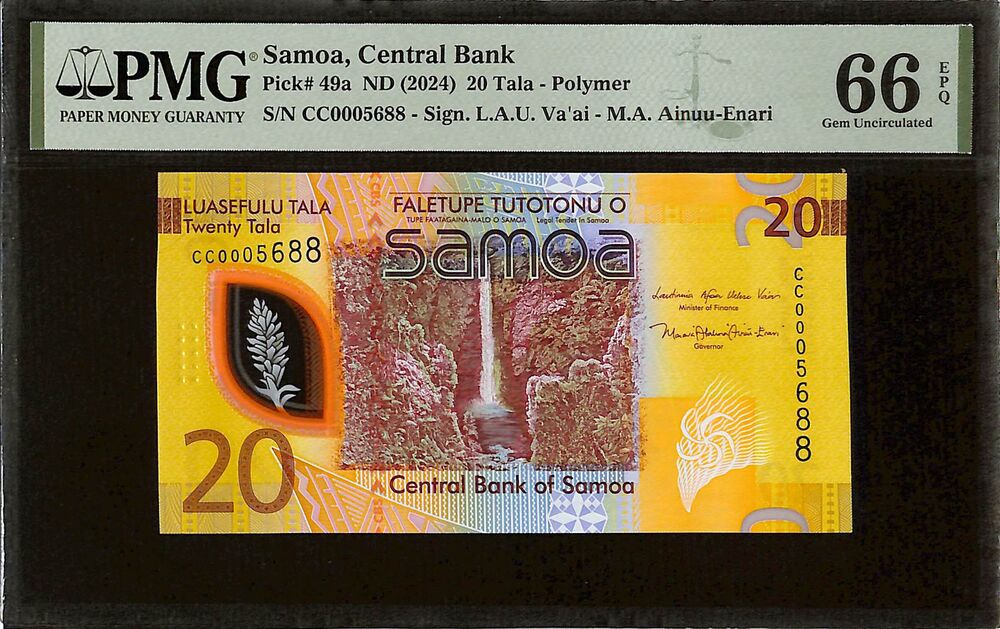 PMG®
PAPER MONEY GUARANTY
Samoa, Central Bank
Pick# 49a ND (2024) 20 Tala - Polymer
S/N CC0005688 - Sign. L.A.U. Va'ai - M.A. Ainuu-Enari
66 EPQ
Gem Uncirculated
LUASEFULU TALA
Twenty Tala
CC0005688
FALETUPE TUTOTONU O
TUPE FA'ATAGAINA-MALO O SAMOA Legal Tender in Samoa
samoa
20
CC0005688
Minister of Finance
Governor
20
Central Bank of Samoa